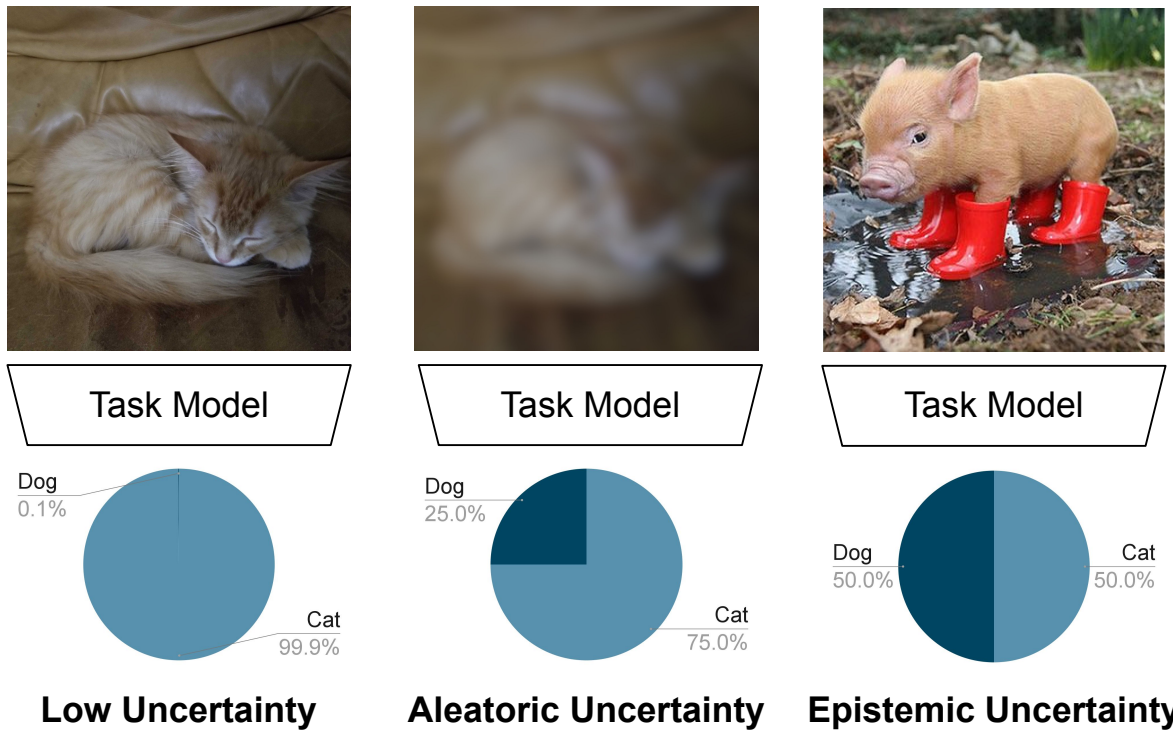 Task Model
Task Model
Task Model
Dog
0.1%
Cat
99.9%
Dog
25.0%
Cat
75.0%
Dog
50.0%
Cat
50.0%
Low Uncertainty
Aleatoric Uncertainty
Epistemic Uncertainty